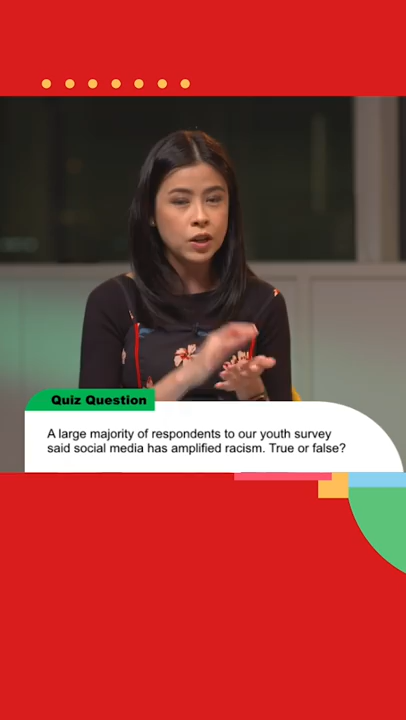 Quiz Question
A large majority of respondents to our youth survey
said social media has amplified racism. True or false?